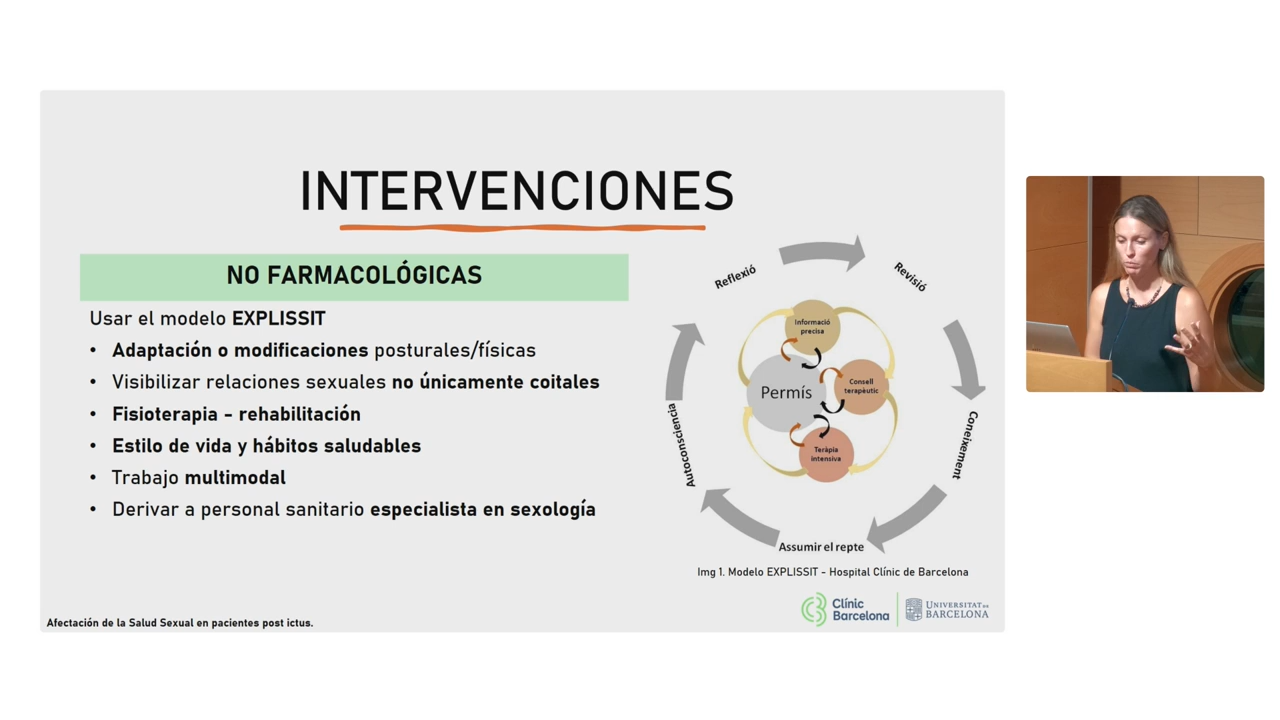 INTERVENCIONES
NO FARMACOLÓGICAS
Usar el modelo EXPLISSIT
• Adaptación o modificaciones posturales/físicas
• Visibilizar relaciones sexuales no únicamente coitales
• Fisioterapia - rehabilitación
• Estilo de vida y hábitos saludables
• Trabajo multimodal
• Derivar a personal sanitario especialista en sexología
Reflexió
Revisió
Coneixement
Assumir el repte
Autoconsciencia
Informació
precisa
Permís
Consell
terapèutic
Teràpia
intensiva
Img 1. Modelo EXPLISSIT - Hospital Clínic de Barcelona
Clínic
Barcelona
UNIVERSITAT DE
BARCELONA
Afectación de la Salud Sexual en pacientes post ictus.